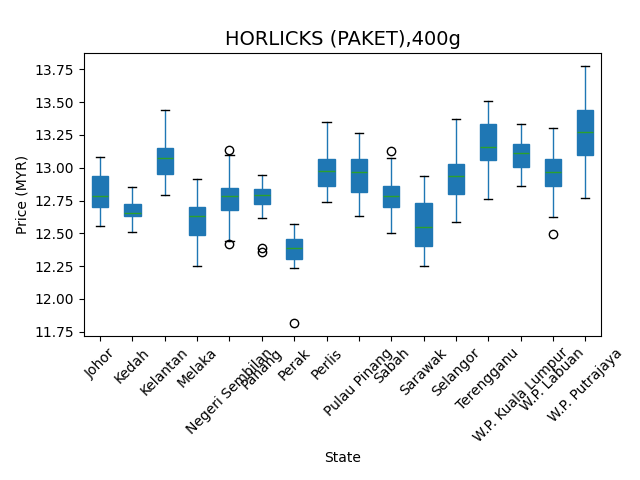 HORLICKS (PAKET),400g
Price (MYR)
13.75
13.50
13.25
13.00
12.75
12.50
12.25
12.00
11.75
Johor
Kedah
Kelantan
Melaka
Negeri Sembilan
Pahang
Perak
Perlis
Pulau Pinang
Sabah
Sarawak
Selangor
Terengganu
W.P. Kuala Lumpur
W.P. Labuan
W.P. Putrajaya
State